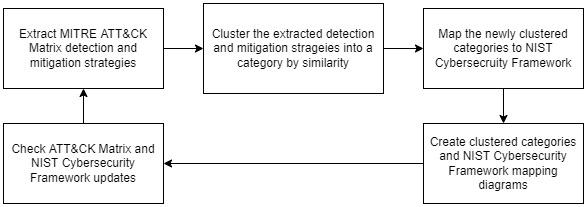 Extract MITRE ATT&CK
Matrix detection and
mitigation strategies
Cluster the extracted detection
and mitigation strageies into a
category by similarity
Map the newly clustered
categories to NIST
Cybersecruity Framework
Check ATT&CK Matrix and
NIST Cybersecurity
Framework updates
Create clustered categories
and NIST Cybersecurity
Framework mapping
diagrams